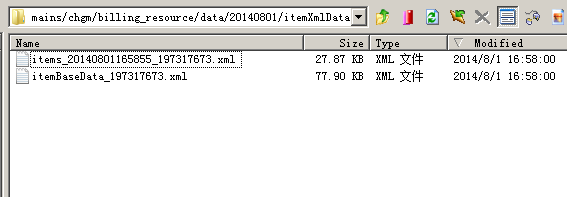 mains/chgm/billing_resource/data/20140801/itemXmlData
Name Size Type Modified
items_20140801165855_197317673.xml 27.87 KB XML 文件 2014/8/1 16:58:00
itemBaseData_197317673.xml 77.90 KB XML 文件 2014/8/1 16:58:00